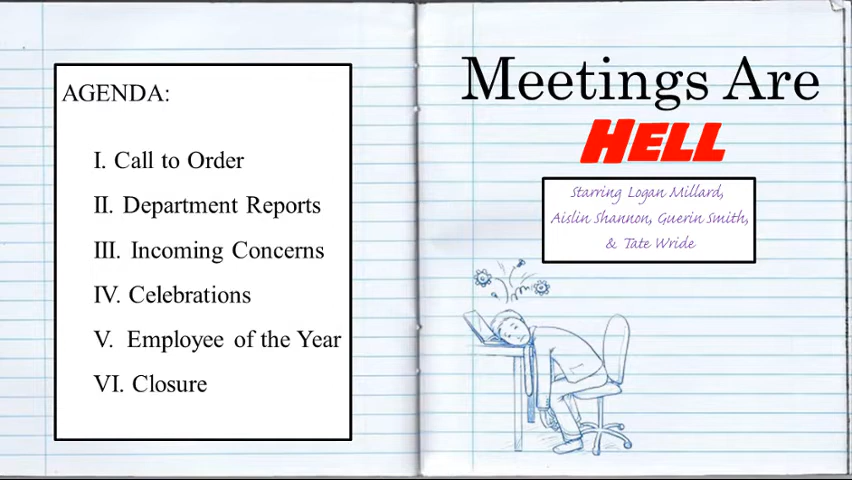 AGENDA:
I. Call to Order
II. Department Reports
III. Incoming Concerns
IV. Celebrations
V. Employee of the Year
VI. Closure
Meetings Are
HELL
Starring Logan Millard,
Aislin Shannon, Guerin Smith,
& Tate Wride